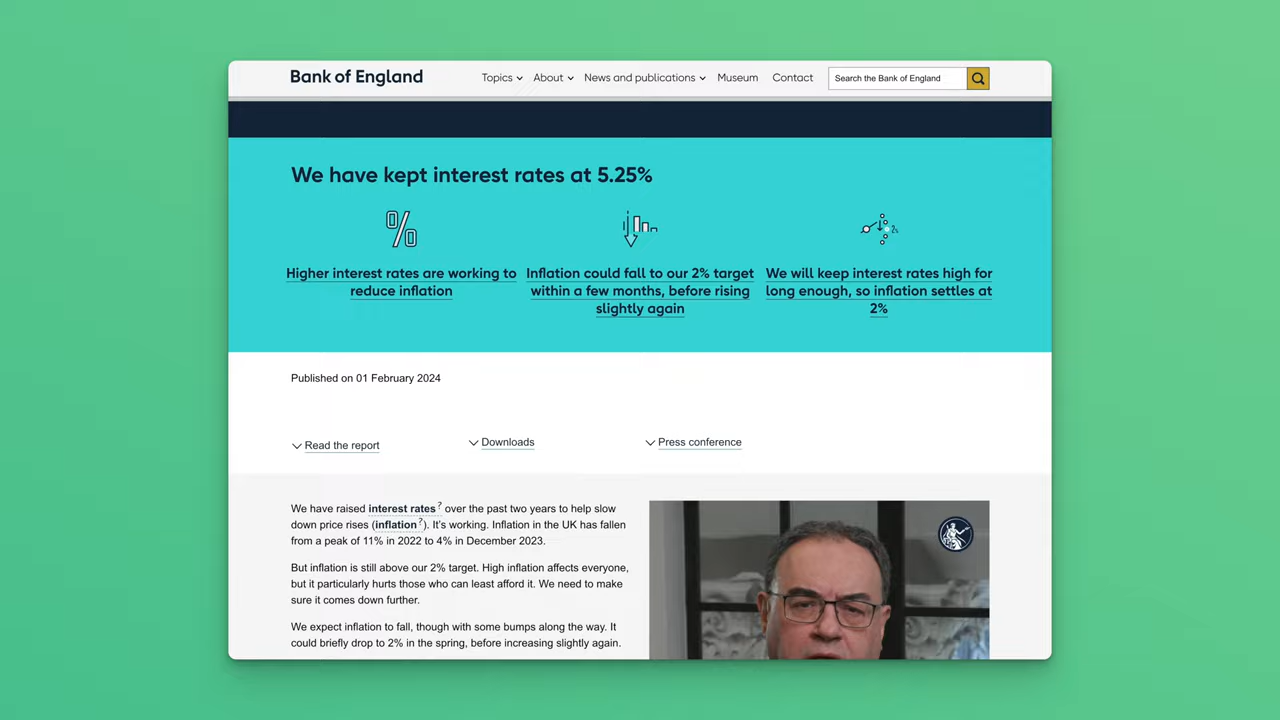 Bank of England
Topics
About
News and publications
Museum
Contact
Search the Bank of England
We have kept interest rates at 5.25%
Higher interest rates are working to
reduce inflation
Inflation could fall to our 2% target
within a few months, before rising
slightly again
2%
We will keep interest rates high for
long enough, so inflation settles at
2%
Published on 01 February 2024
Read the report
Downloads
Press conference
We have raised interest rates? over the past two years to help slow
down price rises (inflation?). It’s working. Inflation in the UK has fallen
from a peak of 11% in 2022 to 4% in December 2023.
But inflation is still above our 2% target. High inflation affects everyone,
but it particularly hurts those who can least afford it. We need to make
sure it comes down further.
We expect inflation to fall, though with some bumps along the way. It
could briefly drop to 2% in the spring, before increasing slightly again.